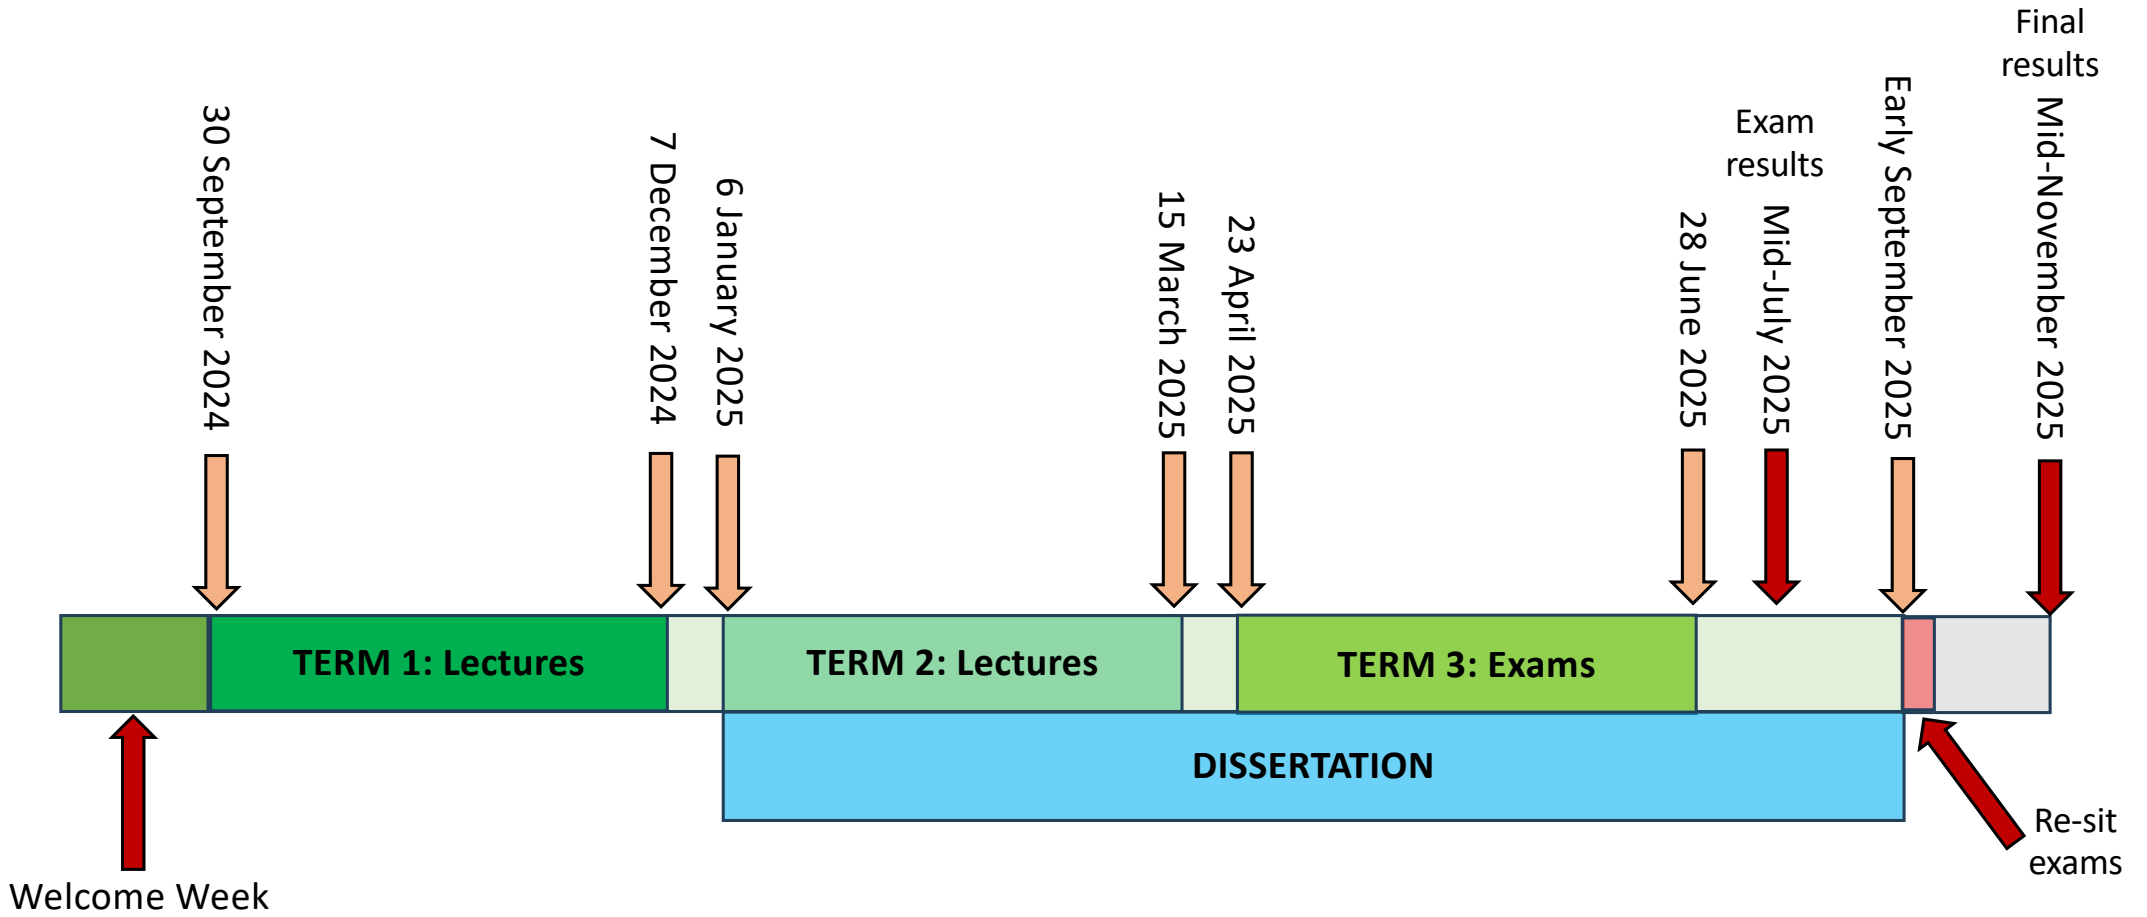 Final
results
Exam
results
30 September 2024
7 December 2024
6 January 2025
15 March 2025
23 April 2025
28 June 2025
Mid-July 2025
Early September 2025
Mid-November 2025
TERM 1: Lectures
TERM 2: Lectures
TERM 3: Exams
DISSERTATION
Re-sit
exams
Welcome Week